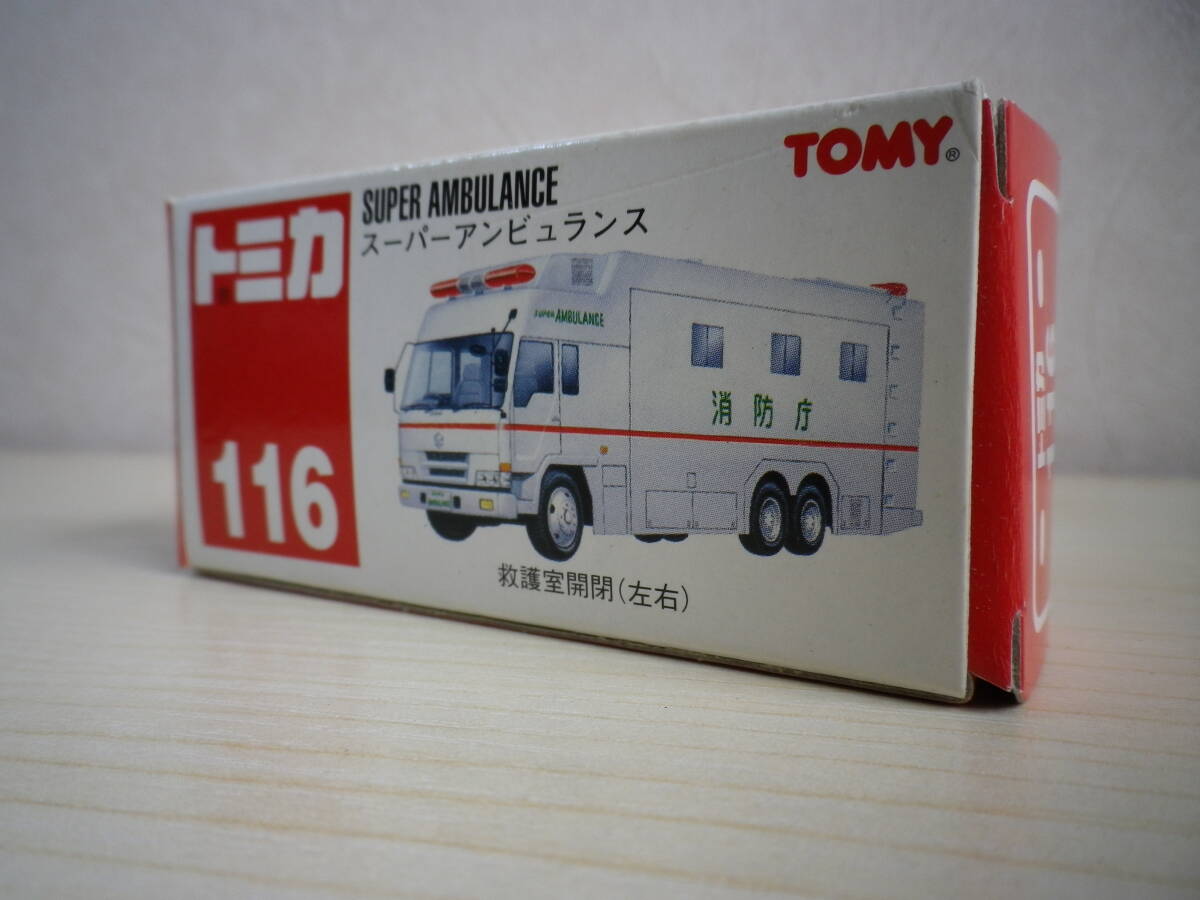 トミカ
116
SUPER AMBULANCE
スーパーアンビュランス
TOMY®
SUPER AMBULANCE
消防庁
救護室開閉(左右)